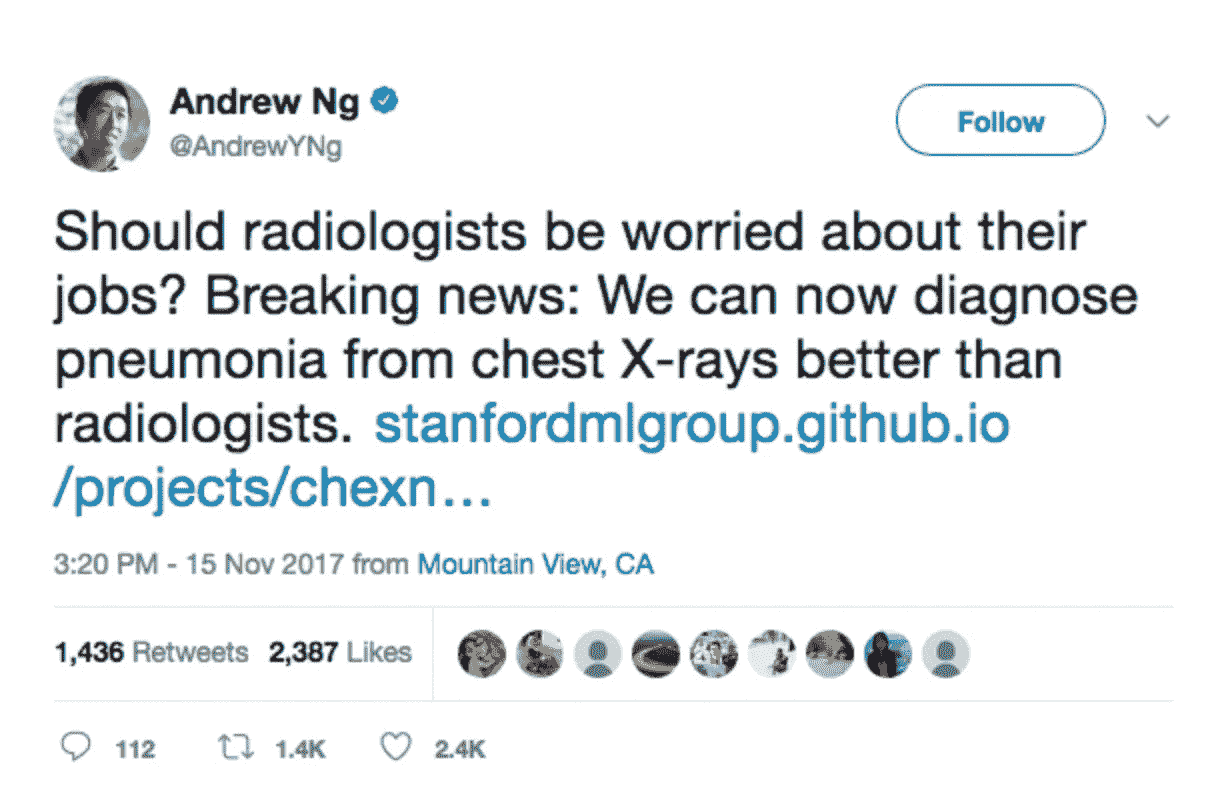 Andrew Ng
@AndrewYNg
Follow
Should radiologists be worried about their
jobs? Breaking news: We can now diagnose
pneumonia from chest X-rays better than
radiologists. stanfordmlgroup.github.io
/projects/chexn…
3:20 PM - 15 Nov 2017 from Mountain View, CA
1,436 Retweets 2,387 Likes
112 1.4K 2.4K